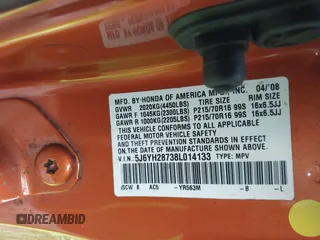 MFD. BY HONDA OF AMERICA MFG., INC. 04/'08
GVWR 2020KG(4450LBS) TIRE SIZE RIM SIZE
GAWR F 1045KG(2300LBS) P215/70R16 99S 16x6.5JJ
GAWR R 1000KG(2205LBS) P215/70R16 99S 16x6.5JJ
THIS VEHICLE CONFORMS TO ALL APPLICABLE
FEDERAL MOTOR VEHICLE SAFETY AND
THEFT PREVENTION STANDARDS IN EFFECT ON
THE DATE OF MANUFACTURE SHOWN ABOVE.
V.I.N. 5J6YH28738L014133 TYPE: MPV
SCW 8 AC5 -YR563M -B -L
DREAMBID